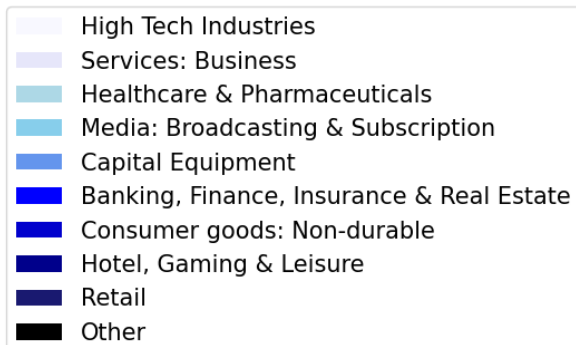 High Tech Industries
Services: Business
Healthcare & Pharmaceuticals
Media: Broadcasting & Subscription
Capital Equipment
Banking, Finance, Insurance & Real Estate
Consumer goods: Non-durable
Hotel, Gaming & Leisure
Retail
Other